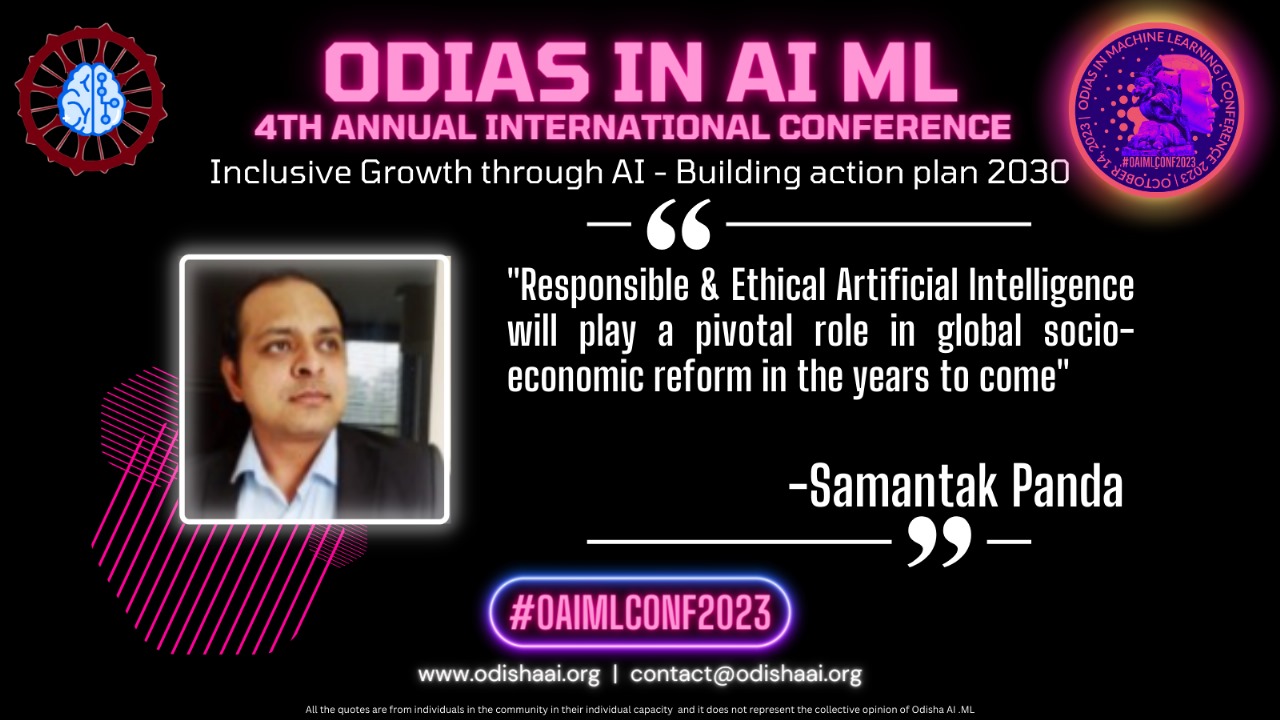 ODIAS IN AI ML
4TH ANNUAL INTERNATIONAL CONFERENCE
Inclusive Growth through AI - Building action plan 2030
ODIAS IN MACHINE LEARNING | CONFERENCE 2023 | OCTOBER 14, 2023 |
#OAIMLCONF2023
“
"Responsible & Ethical Artificial Intelligence
will play a pivotal role in global socio-
economic reform in the years to come"
-Samantak Panda
”
#OAIMLCONF2023
www.odishaai.org | contact@odishaai.org
All the quotes are from individuals in the community in their individual capacity and it does not represent the collective opinion of Odisha AI .ML